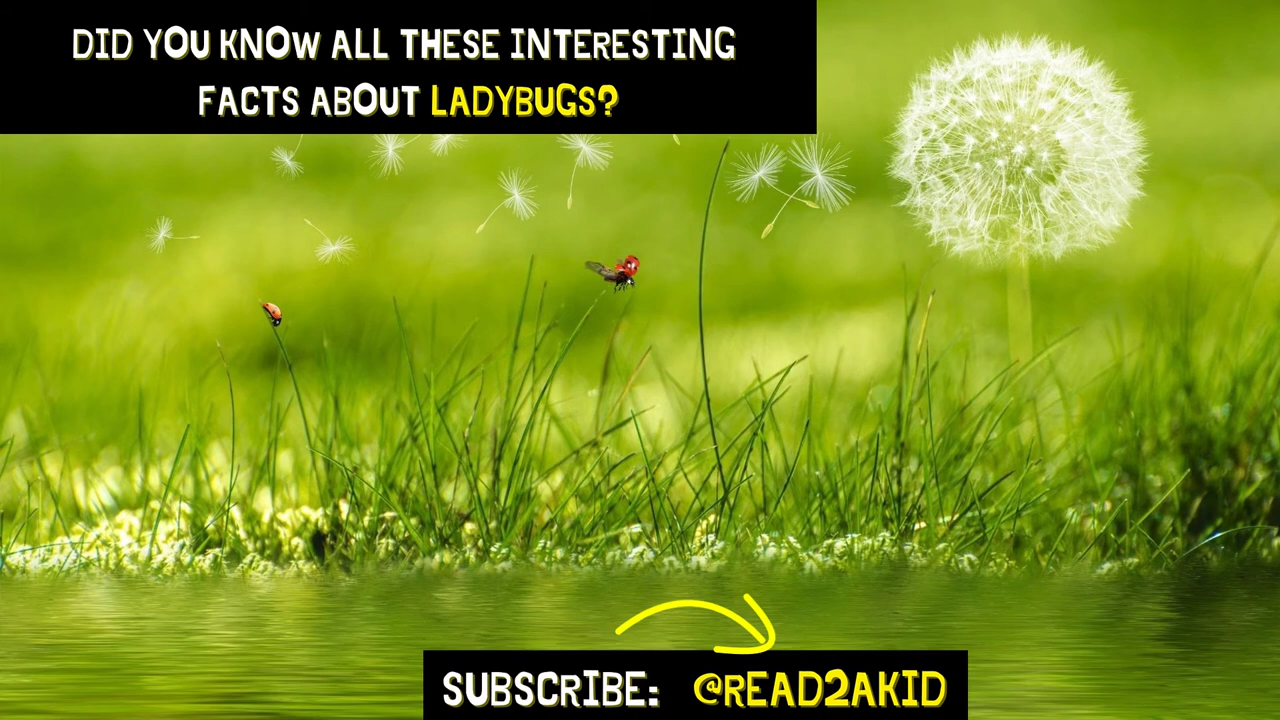 DID YOU KNOW ALL THESE INTERESTING
FACTS ABOUT LADYBUGS?
SUBSCRIBE: @READ2AKID